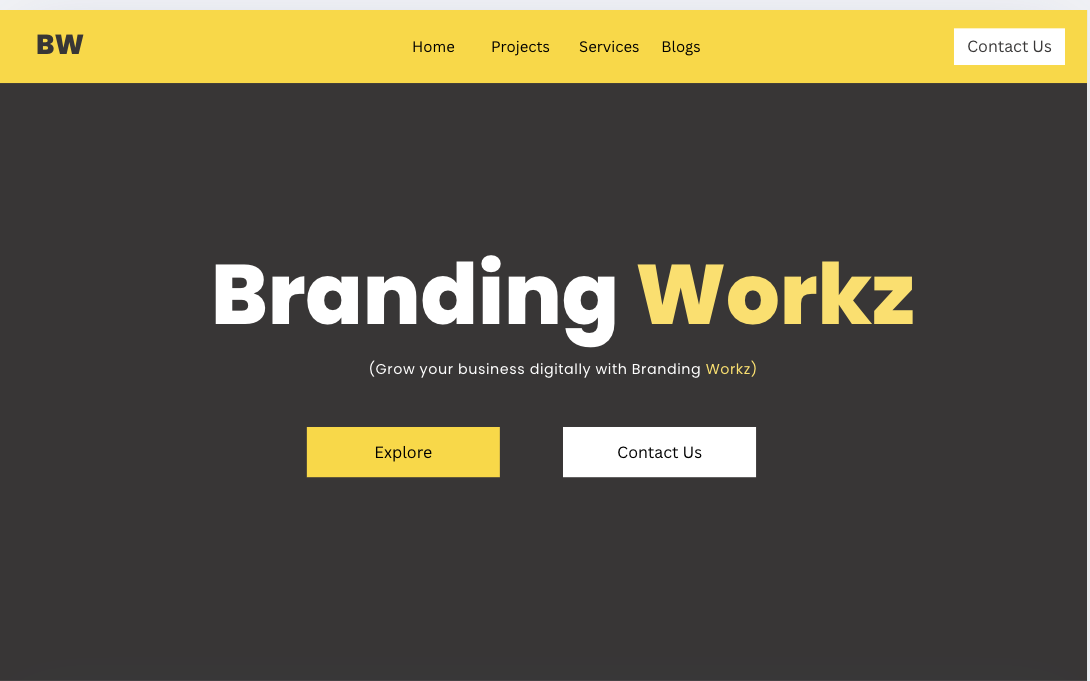 BW Home Projects Services Blogs Contact Us
Branding Workz
(Grow your business digitally with Branding Workz)
Explore Contact Us